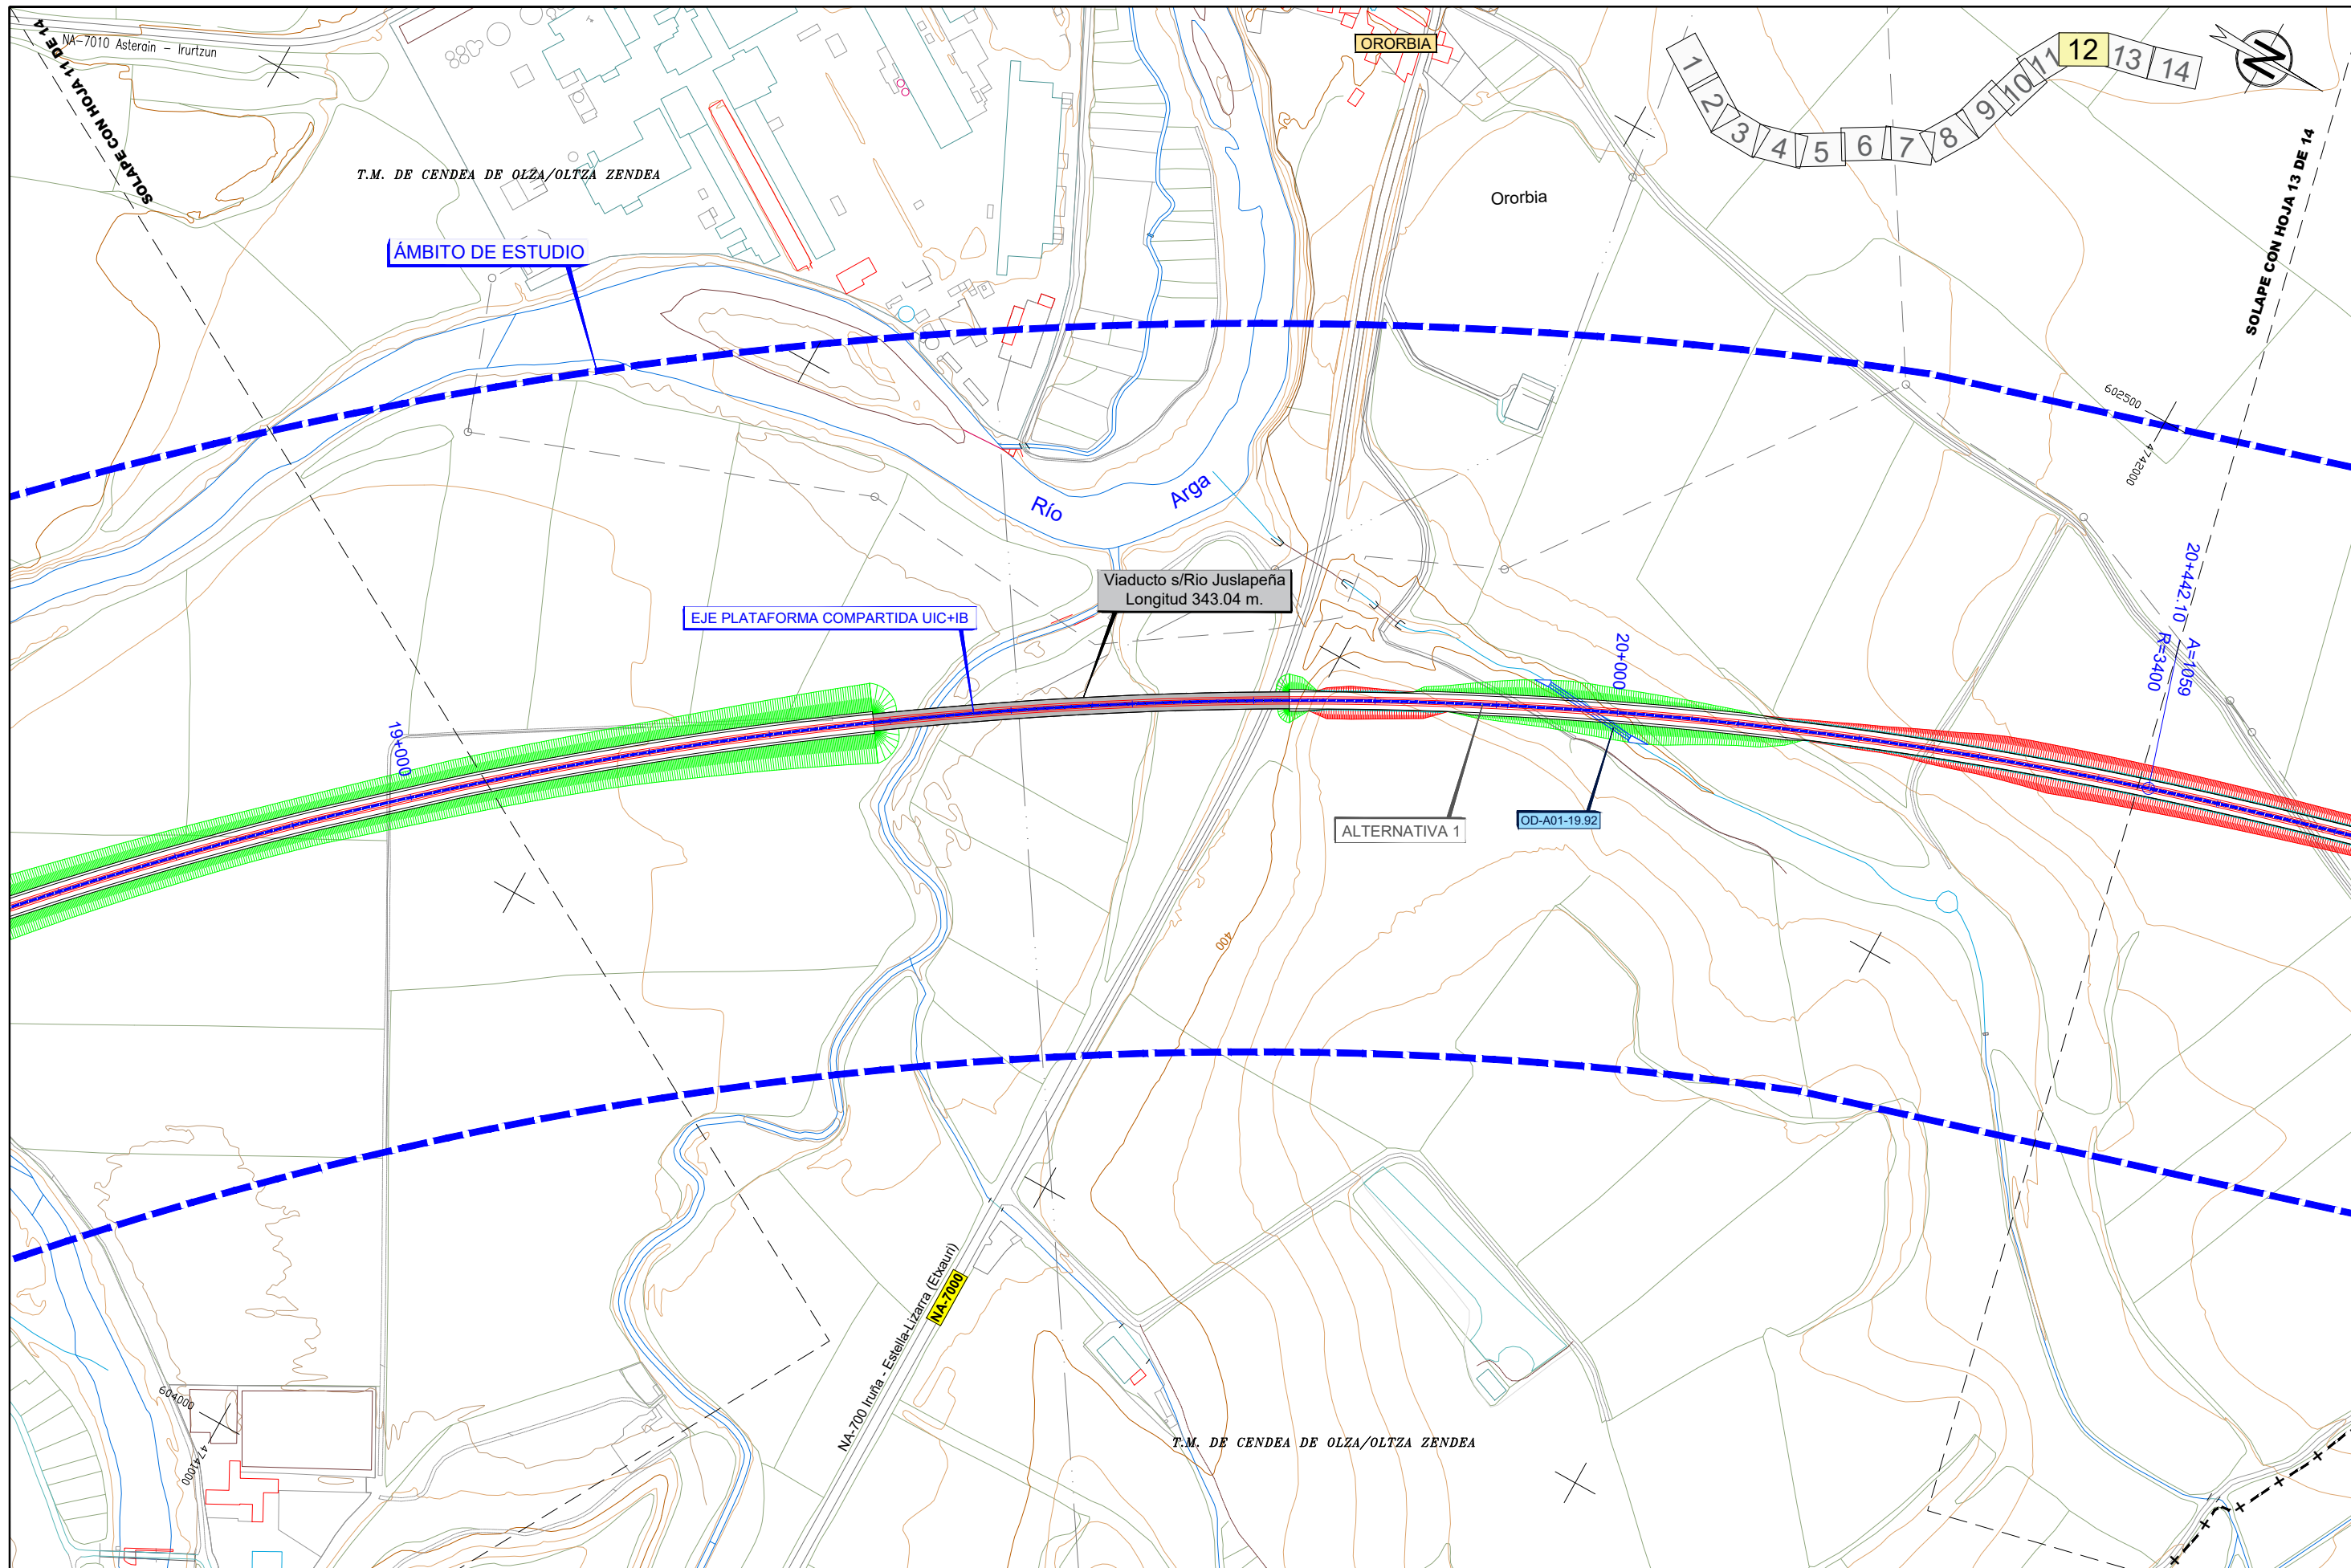 NA-7010 Asterain - Irurtzun
SOLAPE CON HOJA 11 DE 14
ORORBIA
1
2
3
4
5
6
7
8
9
10
11
12
13
14
N
T.M. DE CENDEA DE OLZA/OLTZA ZENDEA
Ororbia
SOLAPE CON HOJA 13 DE 14
ÁMBITO DE ESTUDIO
602500
4742000
Río
Arga
Viaducto s/Rio Juslapeña
Longitud 343.04 m.
EJE PLATAFORMA COMPARTIDA UIC+IB
19+000
20+000
20+442.10
R=3400
A=1059
ALTERNATIVA 1
OD-A01-19.92
400
NA-700 Iruña - Estella-Lizarra (Etxauri)
NA-7000
604000
4741000
T.M. DE CENDEA DE OLZA/OLTZA ZENDEA